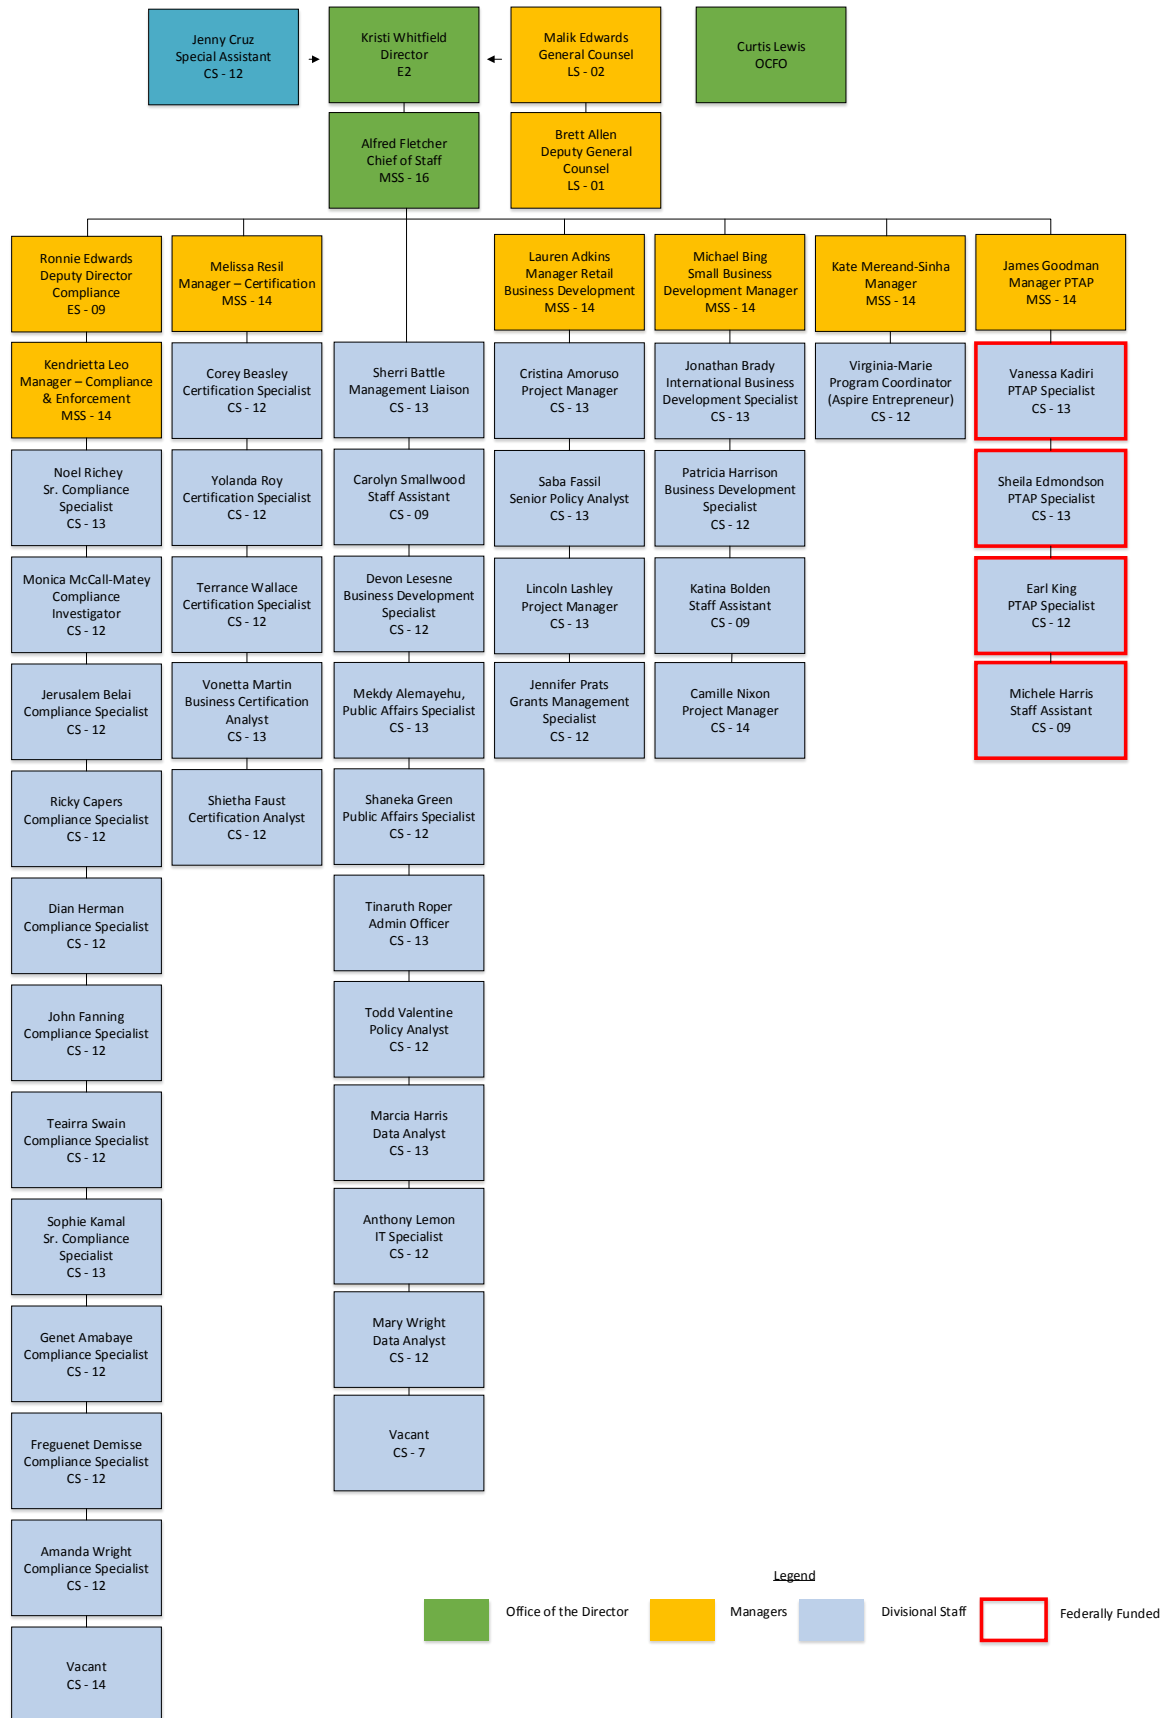 Jenny Cruz
Special Assistant
CS - 12
Kristi Whitfield
Director
E2
Malik Edwards
General Counsel
LS - 02
Curtis Lewis
OCFO
Alfred Fletcher
Chief of Staff
MSS - 16
Brett Allen
Deputy General
Counsel
LS - 01
Ronnie Edwards
Deputy Director
Compliance
ES - 09
Melissa Resil
Manager – Certification
MSS - 14
Lauren Adkins
Manager Retail
Business Development
MSS - 14
Michael Bing
Small Business
Development Manager
MSS - 14
Kate Mereand-Sinha
Manager
MSS - 14
James Goodman
Manager PTAP
MSS - 14
Kendrietta Leo
Manager – Compliance
& Enforcement
MSS - 14
Corey Beasley
Certification Specialist
CS - 12
Sherri Battle
Management Liaison
CS - 13
Cristina Amoruso
Project Manager
CS - 13
Jonathan Brady
International Business
Development Specialist
CS - 13
Virginia-Marie
Program Coordinator
(Aspire Entrepreneur)
CS - 12
Vanessa Kadiri
PTAP Specialist
CS - 13
Noel Richey
Sr. Compliance
Specialist
CS - 13
Yolanda Roy
Certification Specialist
CS - 12
Carolyn Smallwood
Staff Assistant
CS - 09
Saba Fassil
Senior Policy Analyst
CS - 13
Patricia Harrison
Business Development
Specialist
CS - 12
Sheila Edmondson
PTAP Specialist
CS - 13
Monica McCall-Matey
Compliance
Investigator
CS - 12
Terrance Wallace
Certification Specialist
CS - 12
Devon Lesesne
Business Development
Specialist
CS - 12
Lincoln Lashley
Project Manager
CS - 13
Katina Bolden
Staff Assistant
CS - 09
Earl King
PTAP Specialist
CS - 12
Jerusalem Belai
Compliance Specialist
CS - 12
Vonetta Martin
Business Certification
Analyst
CS - 13
Mekdy Alemayehu,
Public Affairs Specialist
CS - 13
Jennifer Prats
Grants Management
Specialist
CS - 12
Camille Nixon
Project Manager
CS - 14
Michele Harris
Staff Assistant
CS - 09
Ricky Capers
Compliance Specialist
CS - 12
Shietha Faust
Certification Analyst
CS - 12
Shaneka Green
Public Affairs Specialist
CS - 12
Dian Herman
Compliance Specialist
CS - 12
Tinaruth Roper
Admin Officer
CS - 13
John Fanning
Compliance Specialist
CS - 12
Todd Valentine
Policy Analyst
CS - 12
Teairra Swain
Compliance Specialist
CS - 12
Marcia Harris
Data Analyst
CS - 13
Sophie Kamal
Sr. Compliance
Specialist
CS - 13
Anthony Lemon
IT Specialist
CS - 12
Genet Amabaye
Compliance Specialist
CS - 12
Mary Wright
Data Analyst
CS - 12
Freguenet Demisse
Compliance Specialist
CS - 12
Vacant
CS - 7
Amanda Wright
Compliance Specialist
CS - 12
Vacant
CS - 14
Legend
Office of the Director
Managers
Divisional Staff
Federally Funded